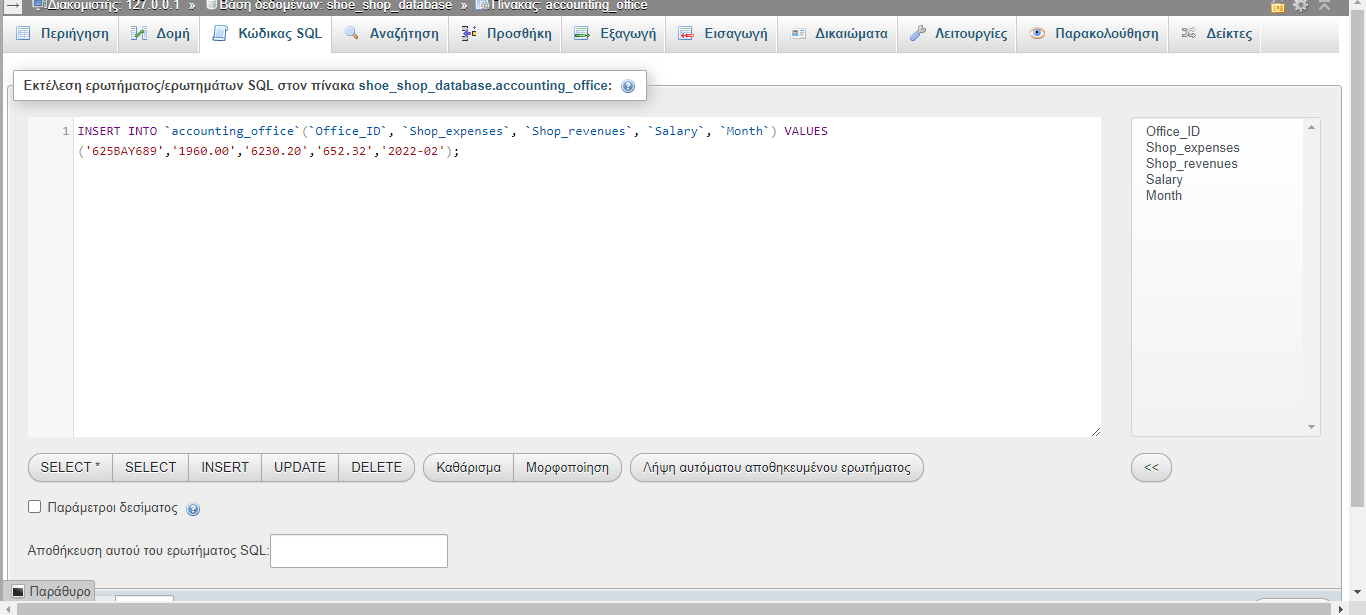 Διακομιστής: 127.0.0.1 » Βάση δεδομένων: shoe_shop_database » Πίνακας: accounting_office
Περιήγηση Δομή Κώδικας SQL Αναζήτηση Προσθήκη Εξαγωγή Εισαγωγή Δικαιώματα Λειτουργίες Παρακολούθηση Δείκτες
Εκτέλεση ερωτήματος/ερωτημάτων SQL στον πίνακα shoe_shop_database.accounting_office:
1 INSERT INTO `accounting_office`(`Office_ID`, `Shop_expenses`, `Shop_revenues`, `Salary`, `Month`) VALUES
('625BAY689','1960.00','6230.20','652.32','2022-02');
Office_ID
Shop_expenses
Shop_revenues
Salary
Month
SELECT * SELECT INSERT UPDATE DELETE Καθάρισμα Μορφοποίηση Λήψη αυτόματου αποθηκευμένου ερωτήματος <<
Παράμετροι δεσίματος
Αποθήκευση αυτού του ερωτήματος SQL:
Παράθυρο